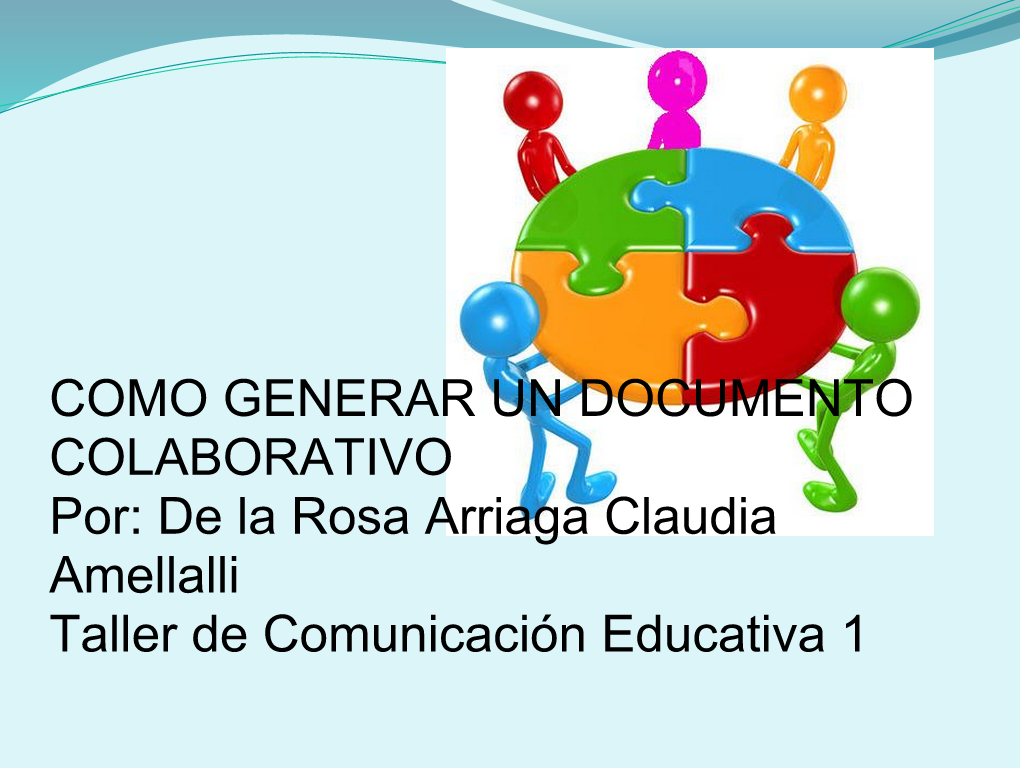 COMO GENERAR UN DOCUMENTO
COLABORATIVO
Por: De la Rosa Arriaga Claudia
Amellalli
Taller de Comunicación Educativa 1